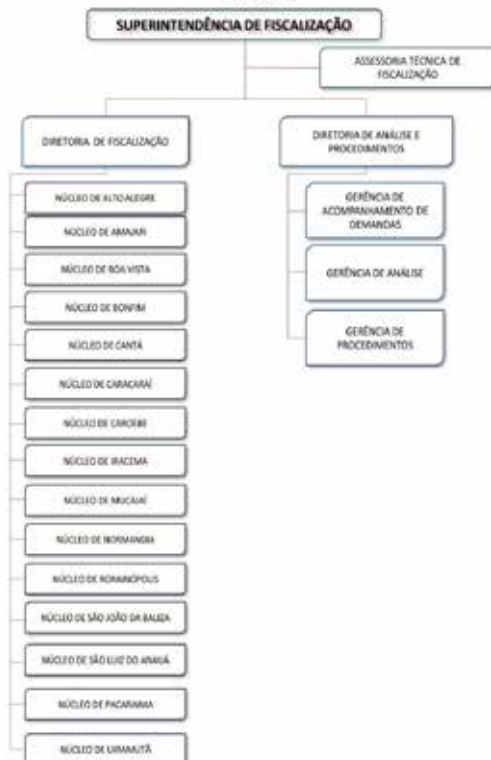 SUPERINTENDÊNCIA DE FISCALIZAÇÃO
ASSESSORIA TÉCNICA DE
FISCALIZAÇÃO
DIRETORIA DE FISCALIZAÇÃO
NÚCLEO DE ALTO ALEGRE
NÚCLEO DE AMAJARI
NÚCLEO DE BOA VISTA
NÚCLEO DE BONFIM
NÚCLEO DE CANTÁ
NÚCLEO DE CARACARAÍ
NÚCLEO DE CAROEBE
NÚCLEO DE IRACEMA
NÚCLEO DE MUCAJAÍ
NÚCLEO DE NORMANDIA
NÚCLEO DE RORAINÓPOLIS
NÚCLEO DE SÃO JOÃO DA BALIZA
NÚCLEO DE SÃO LUIZ DO ANAUÁ
NÚCLEO DE PACARAIMA
NÚCLEO DE UIRAMUTÃ
DIRETORIA DE ANÁLISE E
PROCEDIMENTOS
GERÊNCIA DE
ACOMPANHAMENTO DE
DEMANDAS
GERÊNCIA DE ANÁLISE
GERÊNCIA DE
PROCEDIMENTOS